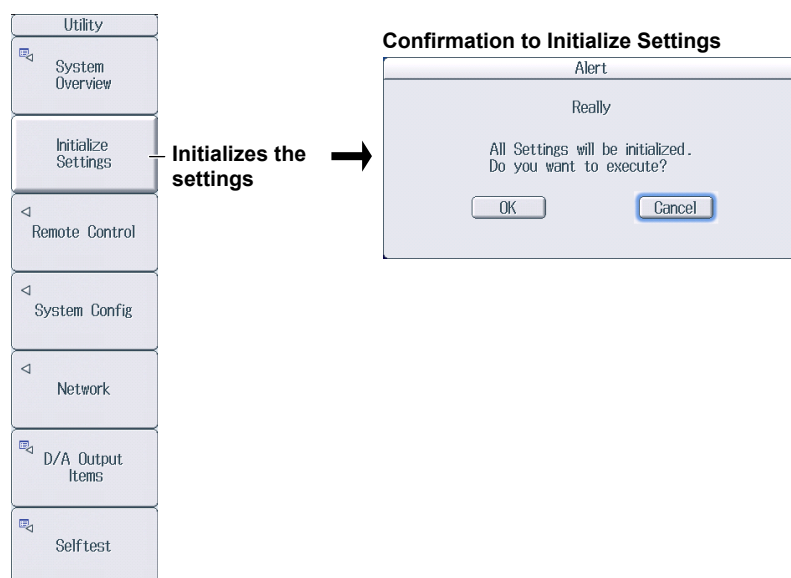 Utility
System
Overview
Initialize
Settings
Remote Control
System Config
Network
D/A Output
Items
Selftest
Initializes the
settings
Confirmation to Initialize Settings
Alert
Really
All Settings will be initialized.
Do you want to execute?
OK
Cancel